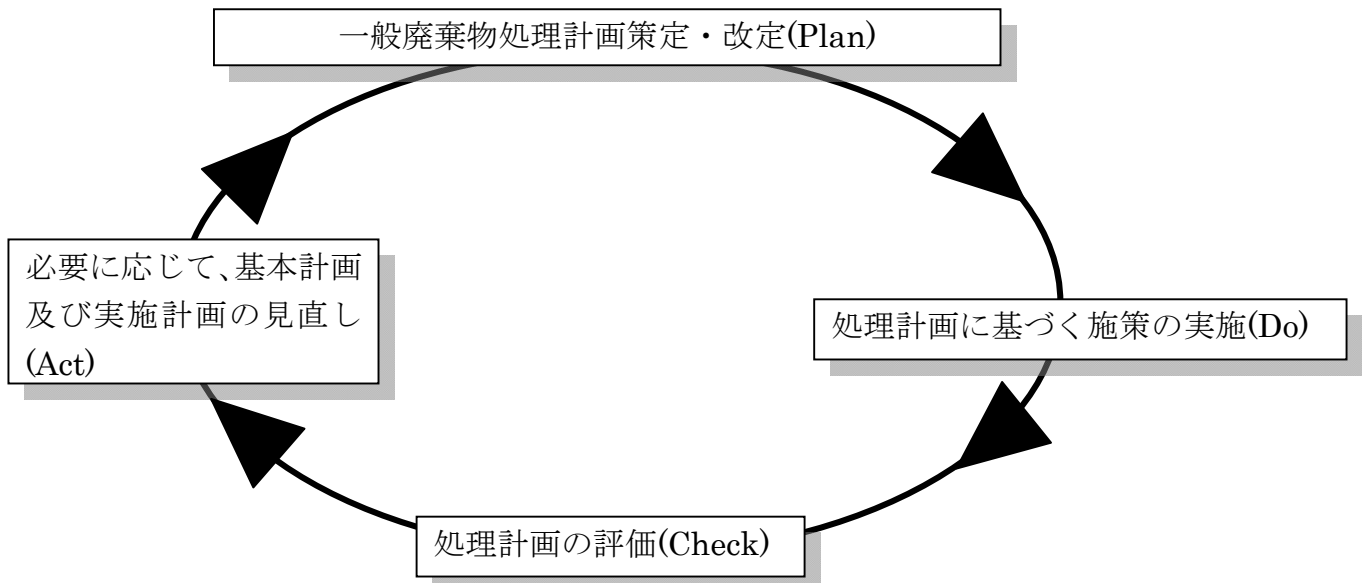 一般廃棄物処理計画策定・改定(Plan)
必要に応じて、基本計画
及び実施計画の見直し
(Act)
処理計画に基づく施策の実施(Do)
処理計画の評価(Check)